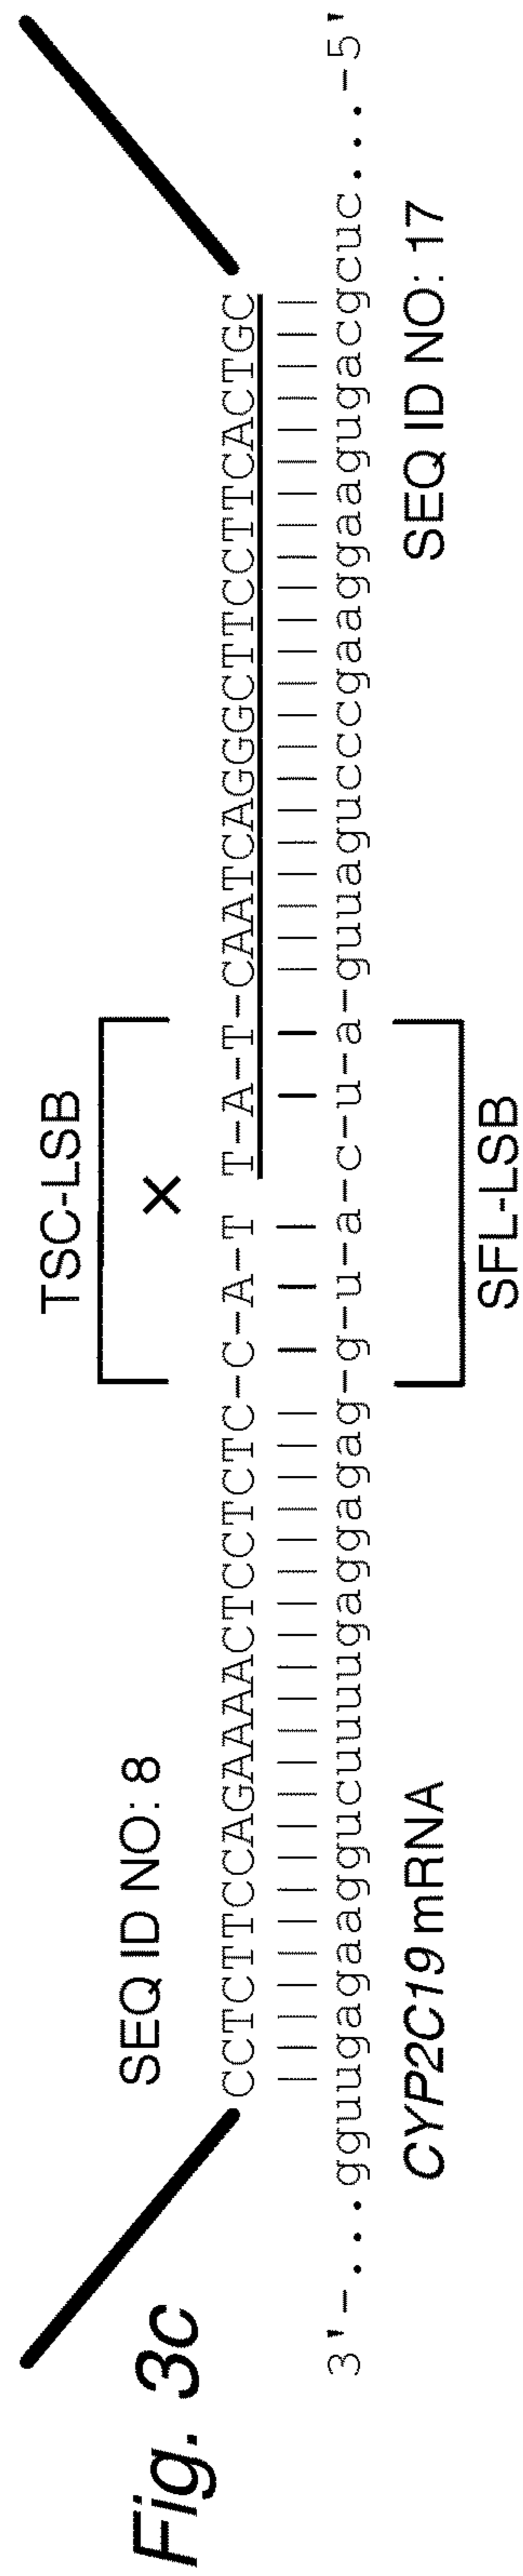 Fig. 3c
TSC-LSB
×
SEQ ID NO: 8
CCTCTTCCAGAAAACTCCTCTC-C-A-T T-A-T-CAATCAGGGCTTCCTTCACTGC
3'-...gguugagaaggucuuuugaggagag-g-u-a-c-u-a-guuagucccgaaggaagugacgcuc...-5'
CYP2C19 mRNA
SFL-LSB
SEQ ID NO: 17